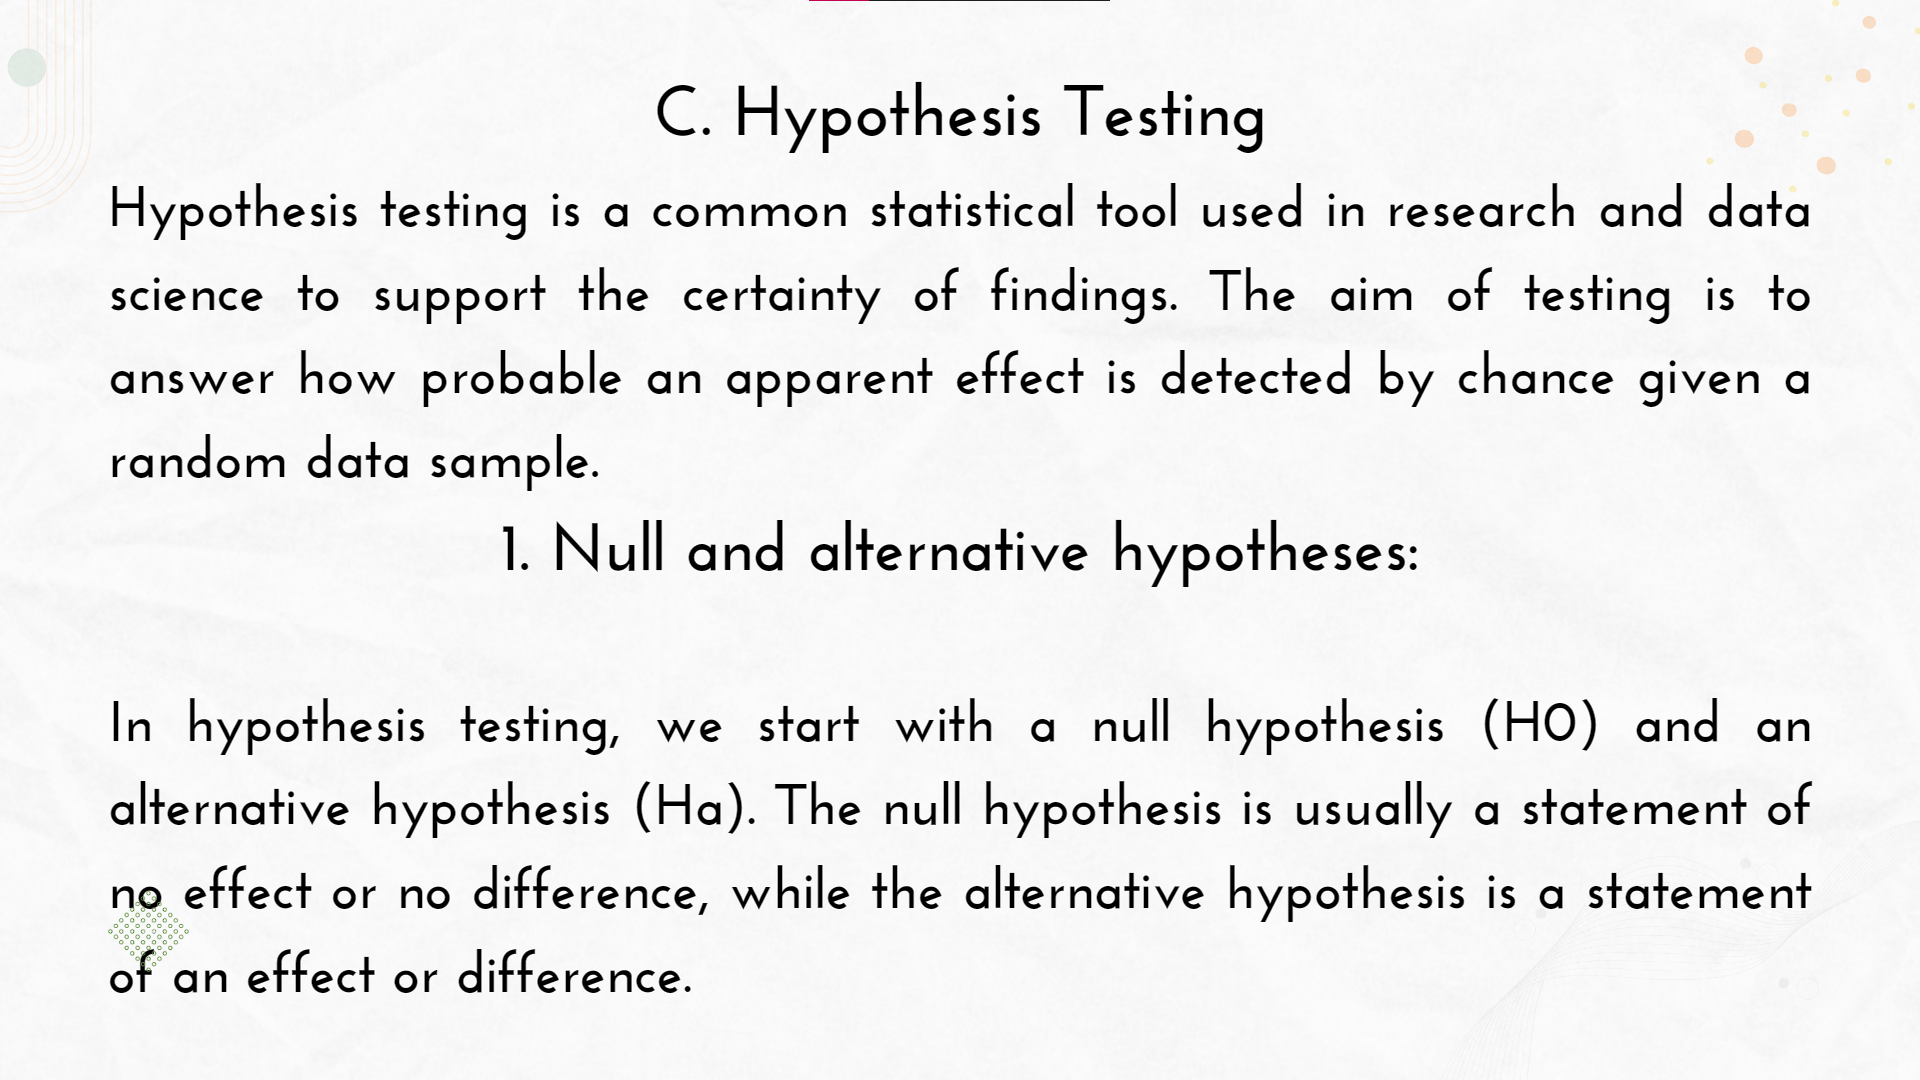 C. Hypothesis Testing
Hypothesis testing is a common statistical tool used in research and data
science to support the certainty of findings. The aim of testing is to
answer how probable an apparent effect is detected by chance given a
random data sample.
1. Null and alternative hypotheses:
In hypothesis testing, we start with a null hypothesis (H0) and an
alternative hypothesis (Ha). The null hypothesis is usually a statement of
no effect or no difference, while the alternative hypothesis is a statement
of an effect or difference.